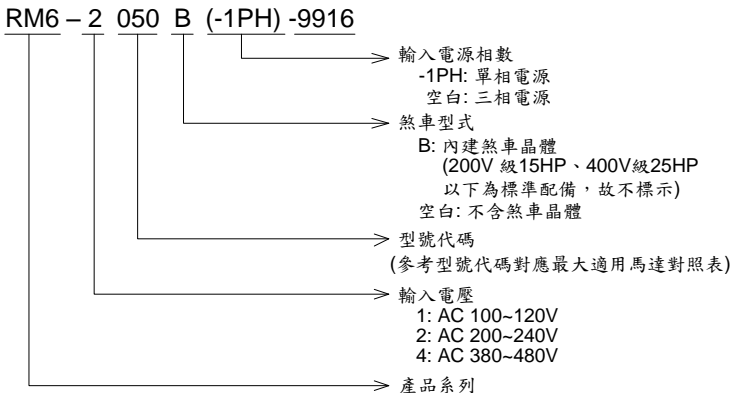 RM6 – 2 050 B (-1PH) -9916
輸入電源相數
-1PH: 單相電源
空白: 三相電源
煞車型式
B: 內建煞車晶體
(200V 級15HP、400V級25HP
以下為標準配備，故不標示)
空白: 不含煞車晶體
型號代碼
(參考型號代碼對應最大適用馬達對照表)
輸入電壓
1: AC 100~120V
2: AC 200~240V
4: AC 380~480V
產品系列